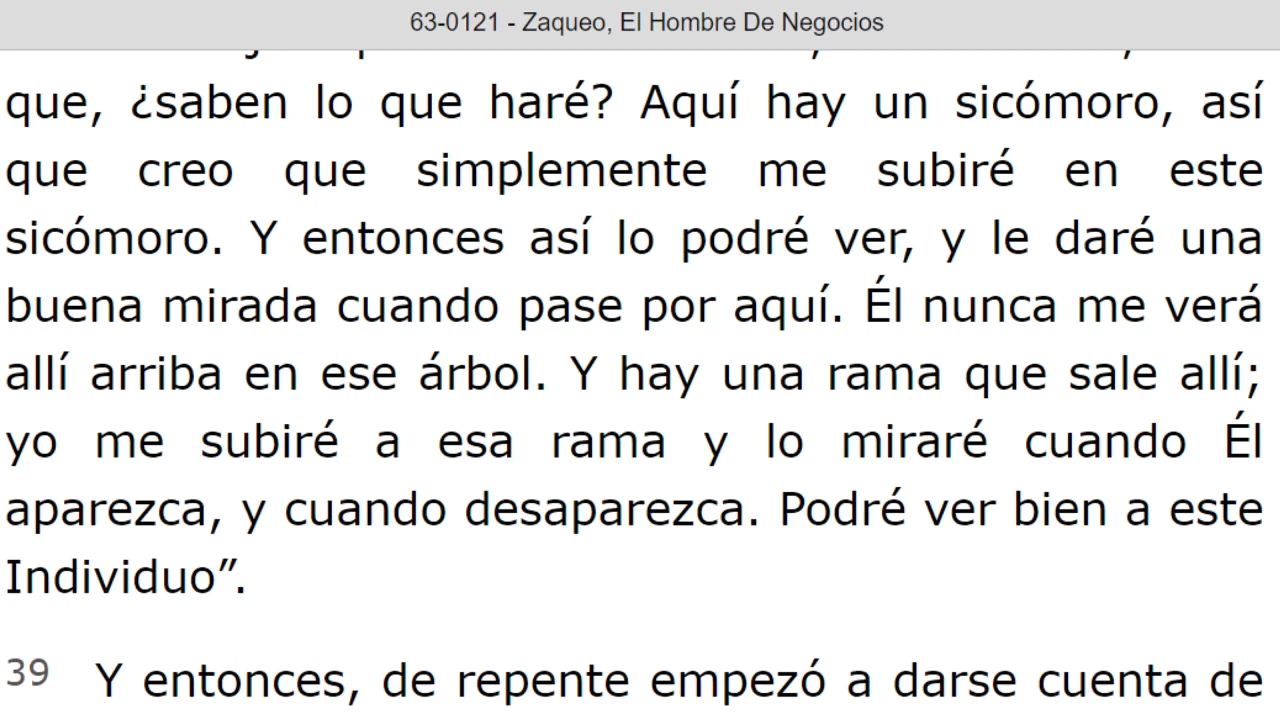 63-0121 - Zaqueo, El Hombre De Negocios
que, ¿saben lo que haré? Aquí hay un sicómoro, así
que creo que simplemente me subiré en este
sicómoro. Y entonces así lo podré ver, y le daré una
buena mirada cuando pase por aquí. Él nunca me verá
allí arriba en ese árbol. Y hay una rama que sale allí;
yo me subiré a esa rama y lo miraré cuando Él
aparezca, y cuando desaparezca. Podré ver bien a este
Individuo”.
39 Y entonces, de repente empezó a darse cuenta de